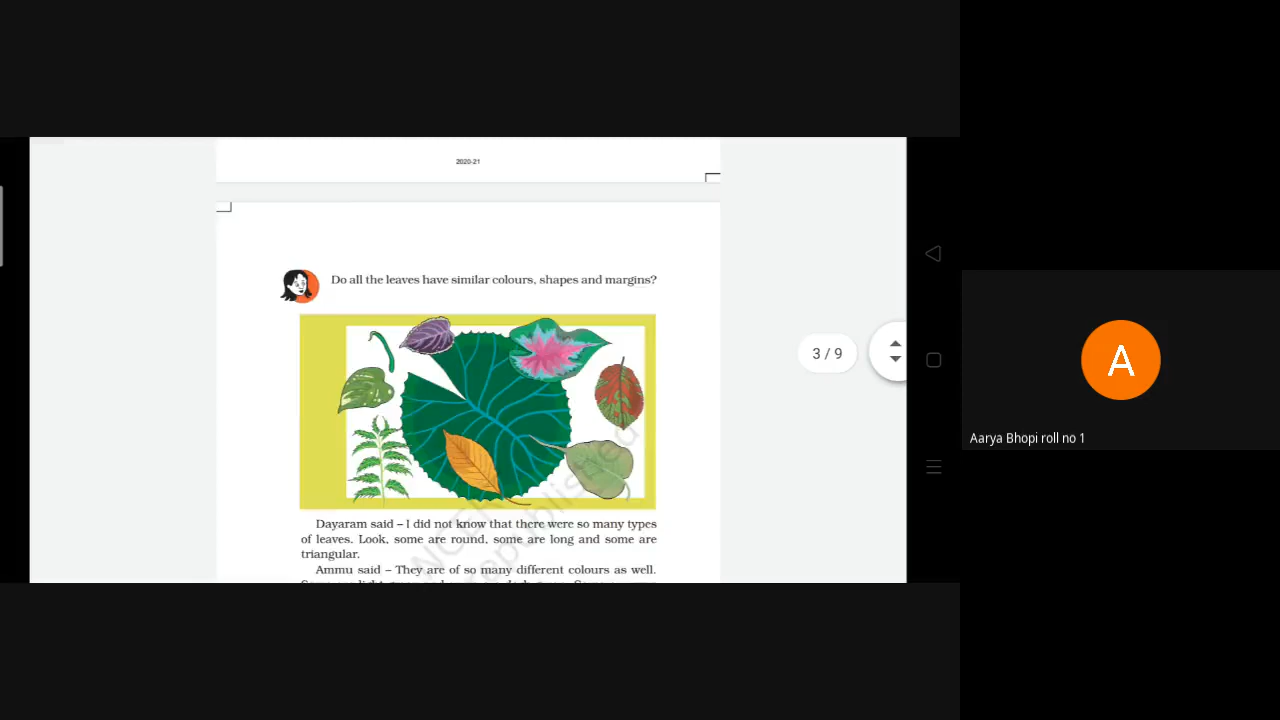 2020-21
Do all the leaves have similar colours, shapes and margins?
3 / 9
A
Aarya Bhopi roll no 1
Dayaram said – I did not know that there were so many types
of leaves. Look, some are round, some are long and some are
triangular.
Ammu said – They are of so many different colours as well.